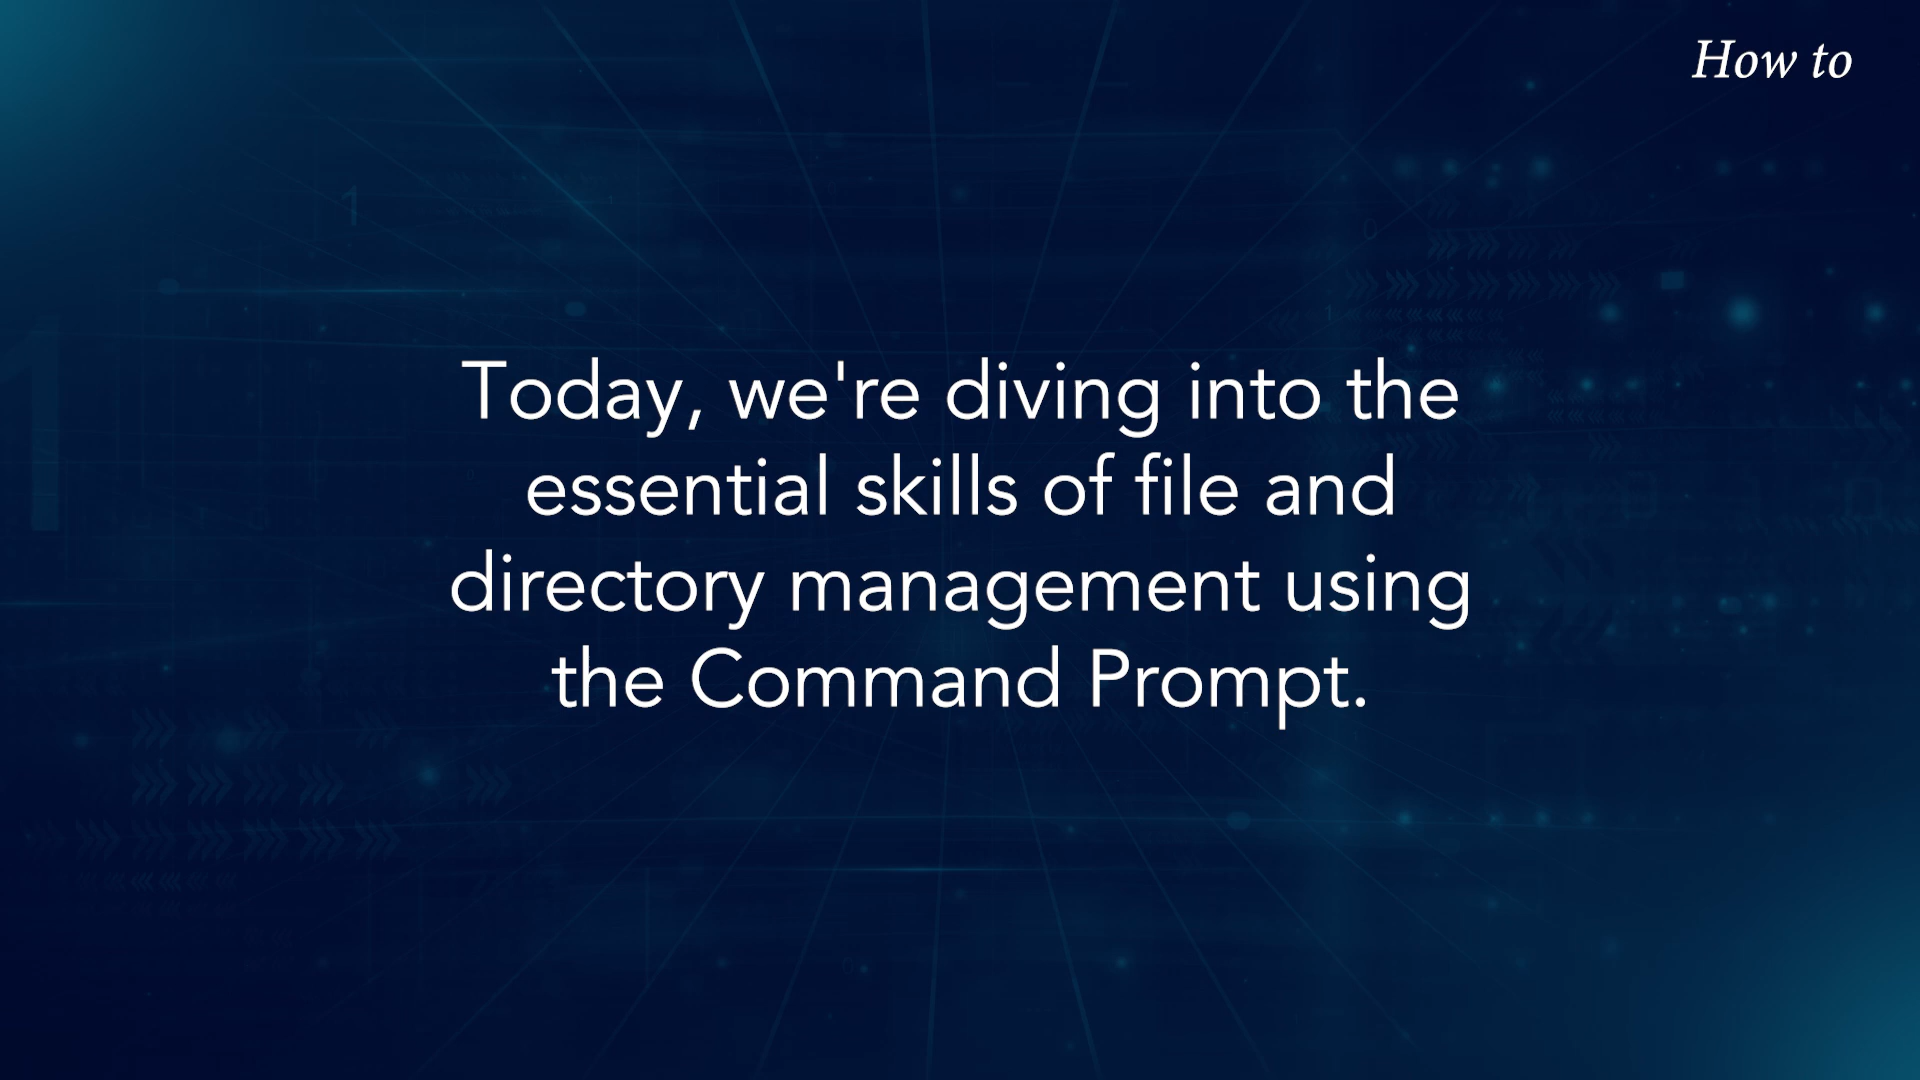 How to
Today, we're diving into the
essential skills of file and
directory management using
the Command Prompt.